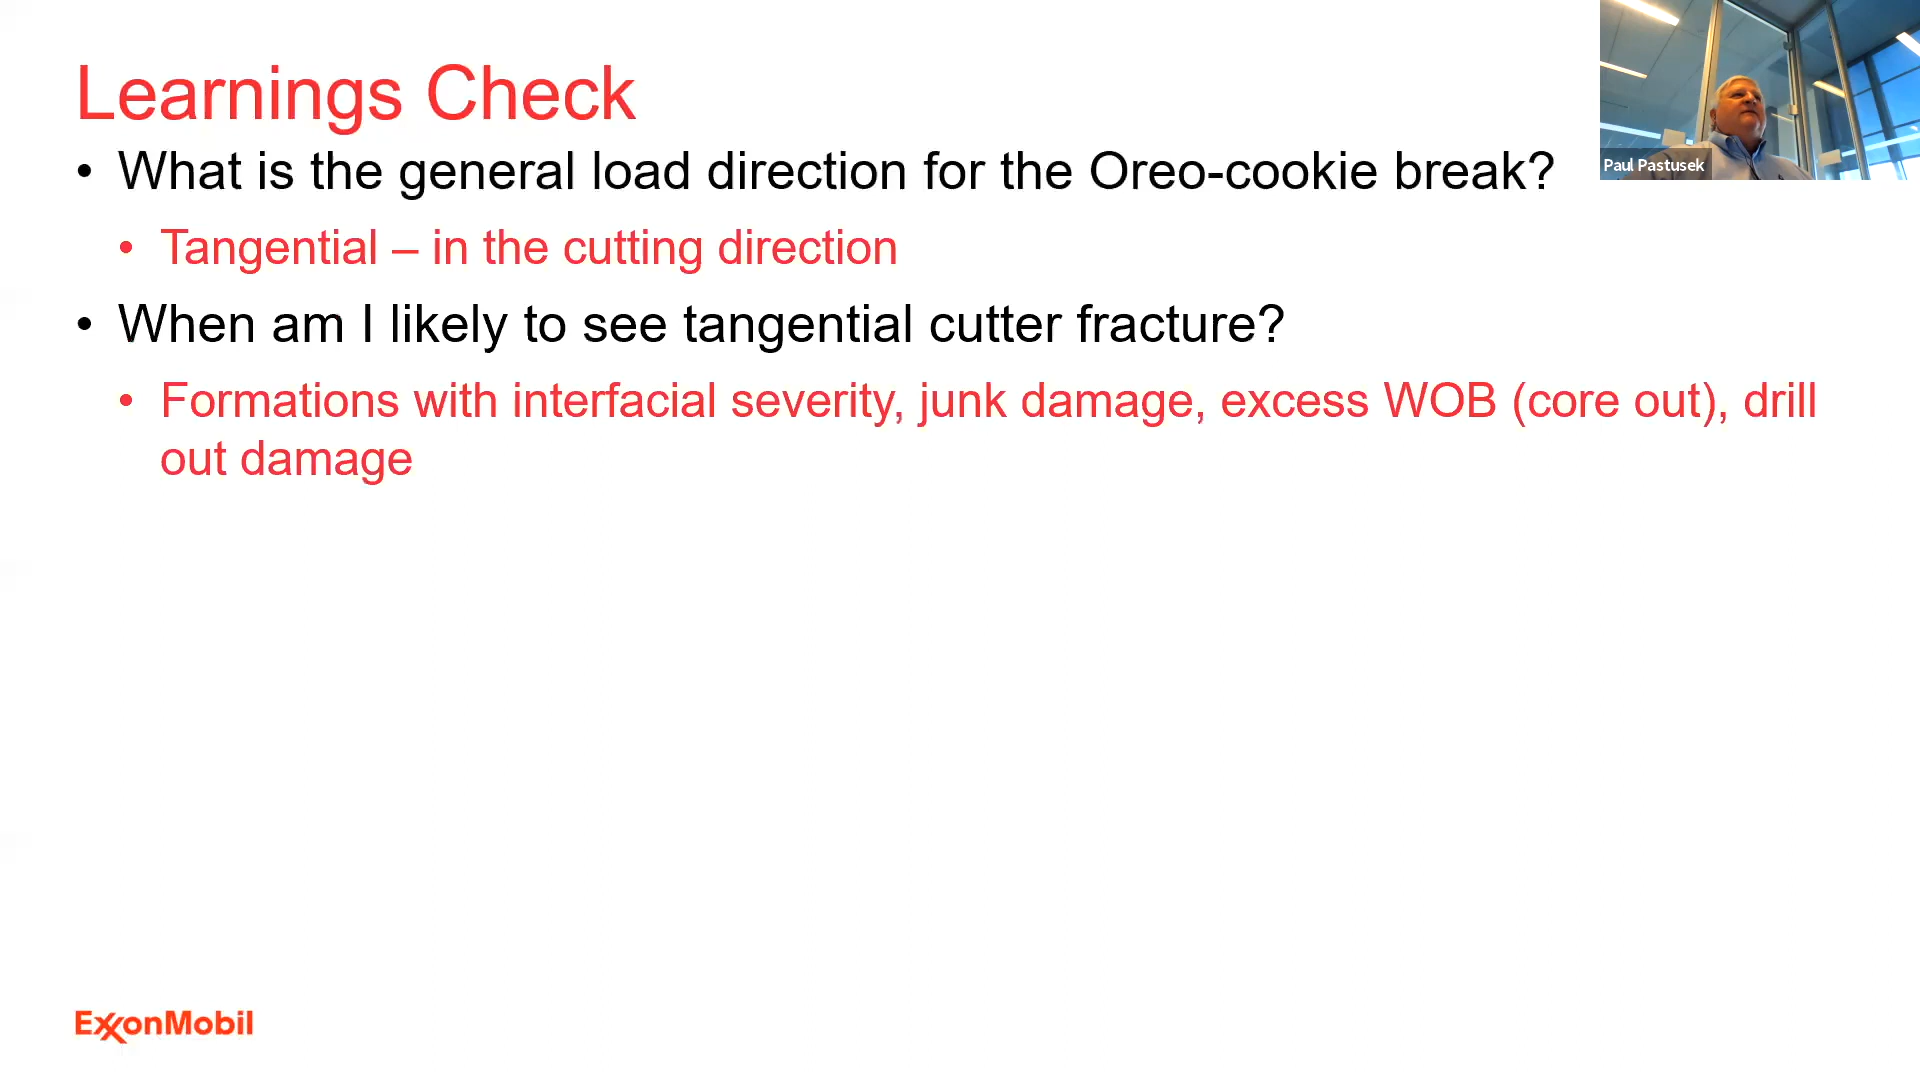 Learnings Check
• What is the general load direction for the Oreo-cookie break?
• Tangential – in the cutting direction
• When am I likely to see tangential cutter fracture?
• Formations with interfacial severity, junk damage, excess WOB (core out), drill
out damage
Paul Pastusek
ExxonMobil